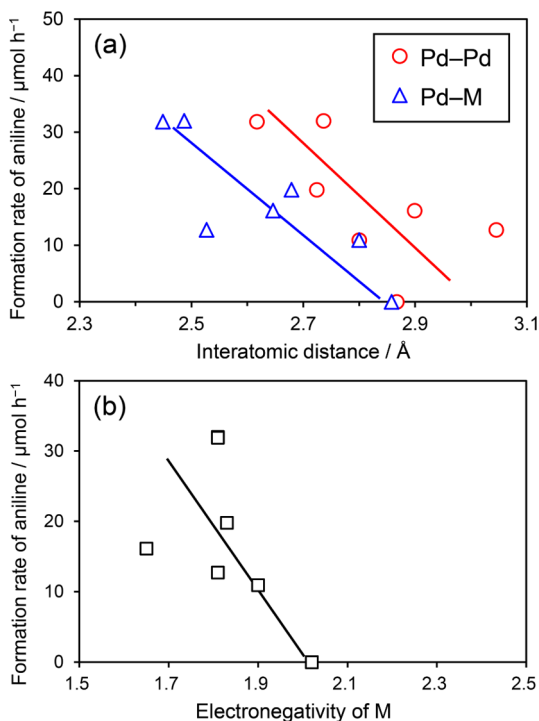 (a)
Pd–Pd
Pd–M
Formation rate of aniline / μmol h⁻¹
50
40
30
20
10
0
2.3 2.5 2.7 2.9 3.1
Interatomic distance / Å
(b)
Formation rate of aniline / μmol h⁻¹
40
30
20
10
0
1.5 1.7 1.9 2.1 2.3 2.5
Electronegativity of M